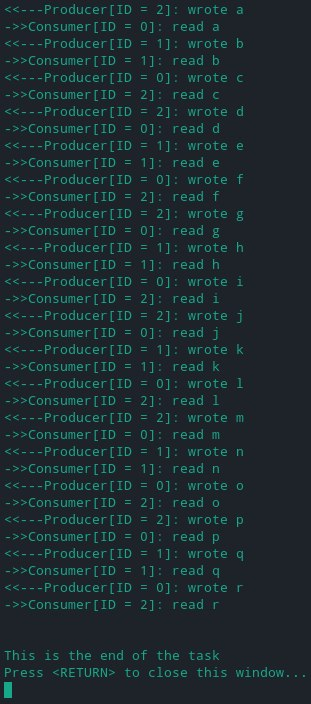 <<---Producer[ID = 2]: wrote a
->>Consumer[ID = 0]: read a
<<---Producer[ID = 1]: wrote b
->>Consumer[ID = 1]: read b
<<---Producer[ID = 0]: wrote c
->>Consumer[ID = 2]: read c
<<---Producer[ID = 2]: wrote d
->>Consumer[ID = 0]: read d
<<---Producer[ID = 1]: wrote e
->>Consumer[ID = 1]: read e
<<---Producer[ID = 0]: wrote f
->>Consumer[ID = 2]: read f
<<---Producer[ID = 2]: wrote g
->>Consumer[ID = 0]: read g
<<---Producer[ID = 1]: wrote h
->>Consumer[ID = 1]: read h
<<---Producer[ID = 0]: wrote i
->>Consumer[ID = 2]: read i
<<---Producer[ID = 2]: wrote j
->>Consumer[ID = 0]: read j
<<---Producer[ID = 1]: wrote k
->>Consumer[ID = 1]: read k
<<---Producer[ID = 0]: wrote l
->>Consumer[ID = 2]: read l
<<---Producer[ID = 2]: wrote m
->>Consumer[ID = 0]: read m
<<---Producer[ID = 1]: wrote n
->>Consumer[ID = 1]: read n
<<---Producer[ID = 0]: wrote o
->>Consumer[ID = 2]: read o
<<---Producer[ID = 2]: wrote p
->>Consumer[ID = 0]: read p
<<---Producer[ID = 1]: wrote q
->>Consumer[ID = 1]: read q
<<---Producer[ID = 0]: wrote r
->>Consumer[ID = 2]: read r
This is the end of the task
Press <RETURN> to close this window...